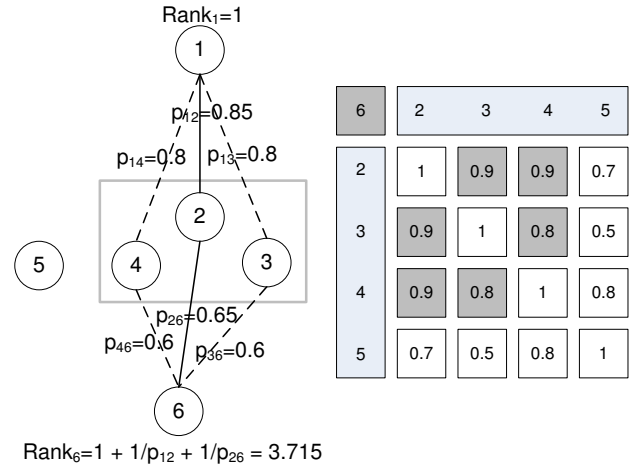 Rank₁=1
1
p₁₂=0.85
p₁₄=0.8 p₁₃=0.8
2
5 4 3
p₂₆=0.65
p₄₆=0.6 p₃₆=0.6
6
Rank₆=1 + 1/p₁₂ + 1/p₂₆ = 3.715
6 2 3 4 5
2 1 0.9 0.9 0.7
3 0.9 1 0.8 0.5
4 0.9 0.8 1 0.8
5 0.7 0.5 0.8 1